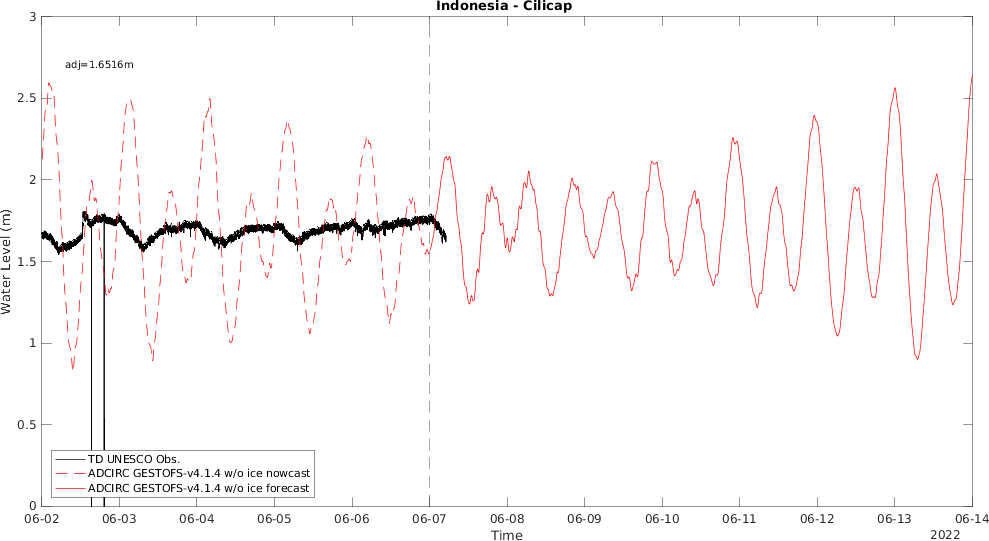 Indonesia - Cilicap
adj=1.6516m
Water Level (m)
3
2.5
2
1.5
1
0.5
0
TD UNESCO Obs.
ADCIRC GESTOFS-v4.1.4 w/o ice nowcast
ADCIRC GESTOFS-v4.1.4 w/o ice forecast
06-02 06-03 06-04 06-05 06-06 06-07 06-08 06-09 06-10 06-11 06-12 06-13 06-14
Time
2022